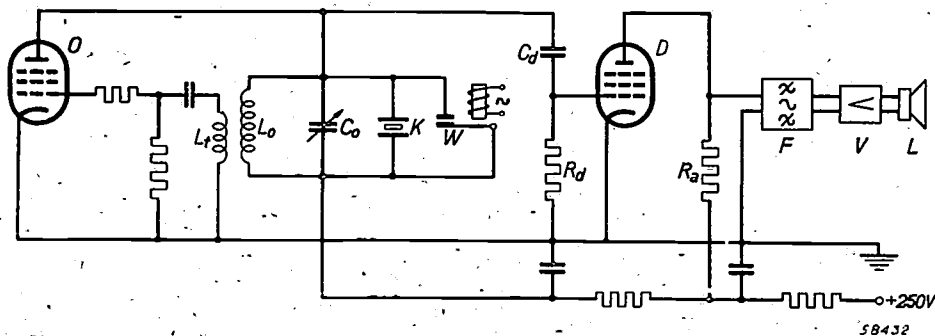 O
L_t
L_o
C_o
K
W
~
C_d
R_d
D
R_a
F
V
L
+250V
58432